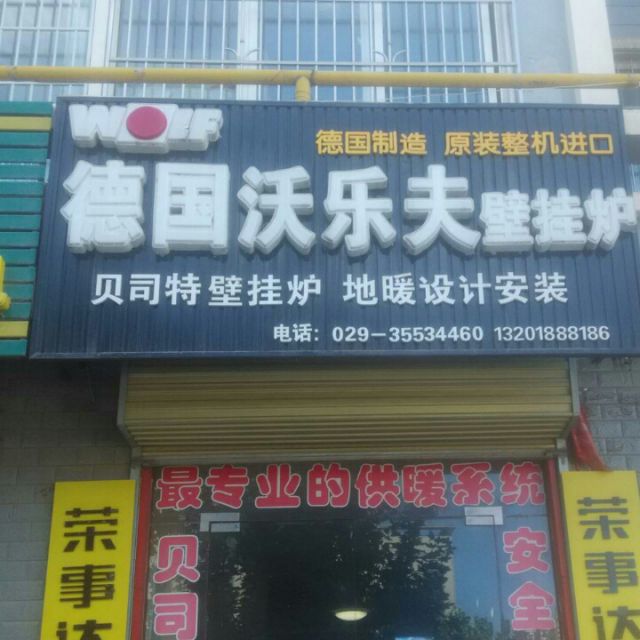 WOLF
德国制造 原装整机进口
德国沃乐夫壁挂炉
贝司特壁挂炉 地暖设计安装
电话：029－35534460 13201888186
最专业的供暖系统
荣事达
贝司
安全
荣事达